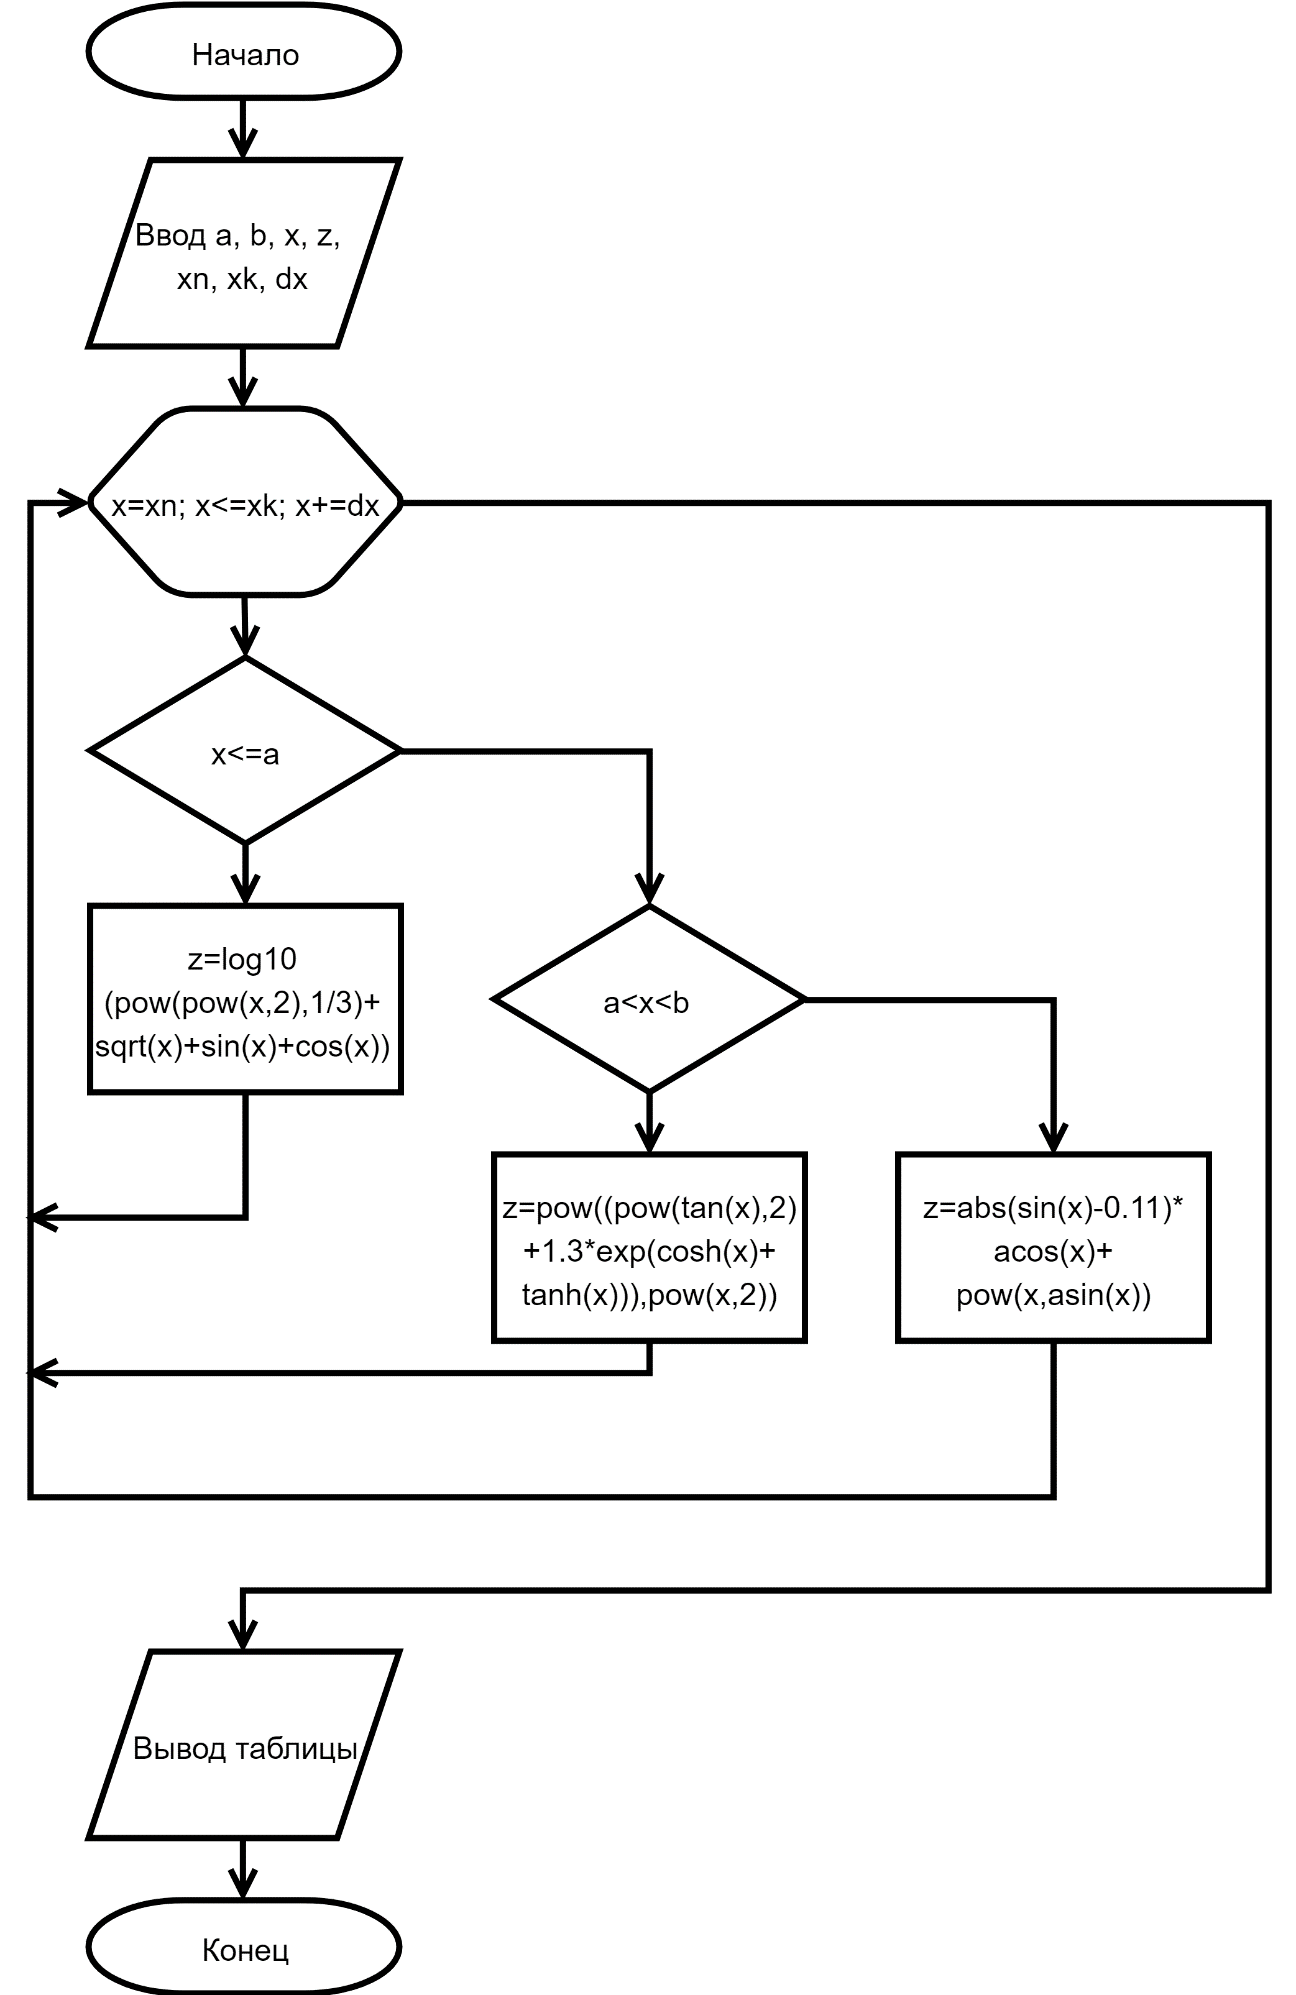 Начало
Ввод a, b, x, z,
xn, xk, dx
x=xn; x<=xk; x+=dx
x<=a
z=log10
(pow(pow(x,2),1/3)+
sqrt(x)+sin(x)+cos(x))
a<x<b
z=pow((pow(tan(x),2)
+1.3*exp(cosh(x)+
tanh(x))),pow(x,2))
z=abs(sin(x)-0.11)*
acos(x)+
pow(x,asin(x))
Вывод таблицы
Конец